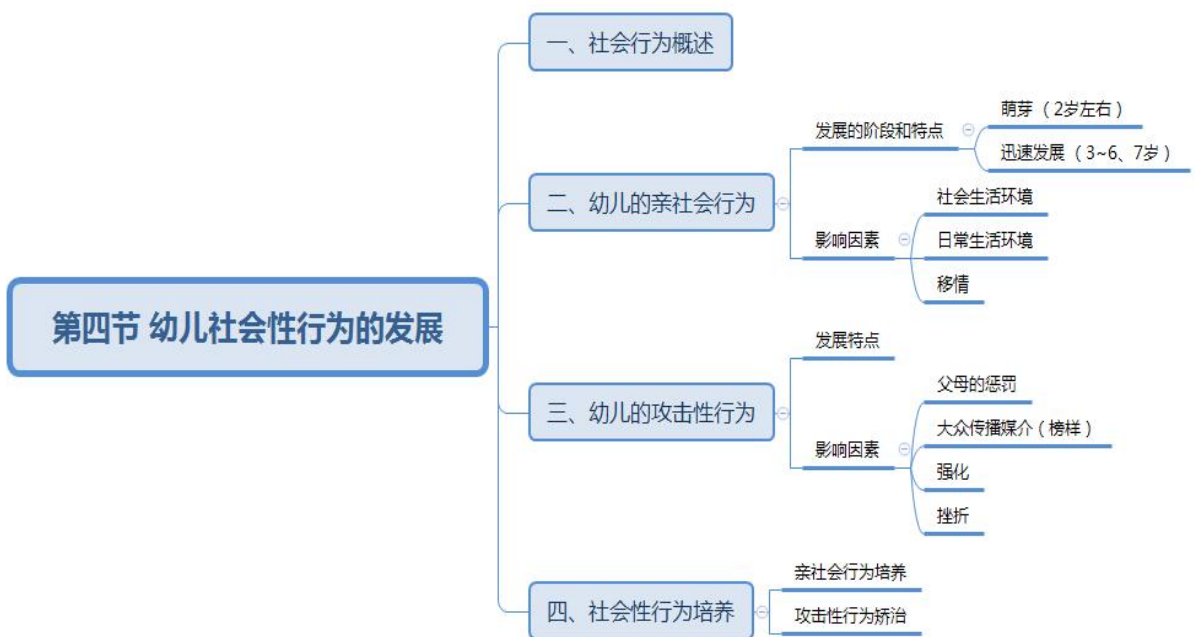 第四节 幼儿社会性行为的发展
一、社会行为概述
二、幼儿的亲社会行为
发展的阶段和特点
萌芽（2岁左右）
迅速发展（3~6、7岁）
影响因素
社会生活环境
日常生活环境
移情
三、幼儿的攻击性行为
发展特点
影响因素
父母的惩罚
大众传播媒介（榜样）
强化
挫折
四、社会性行为培养
亲社会行为培养
攻击性行为矫治